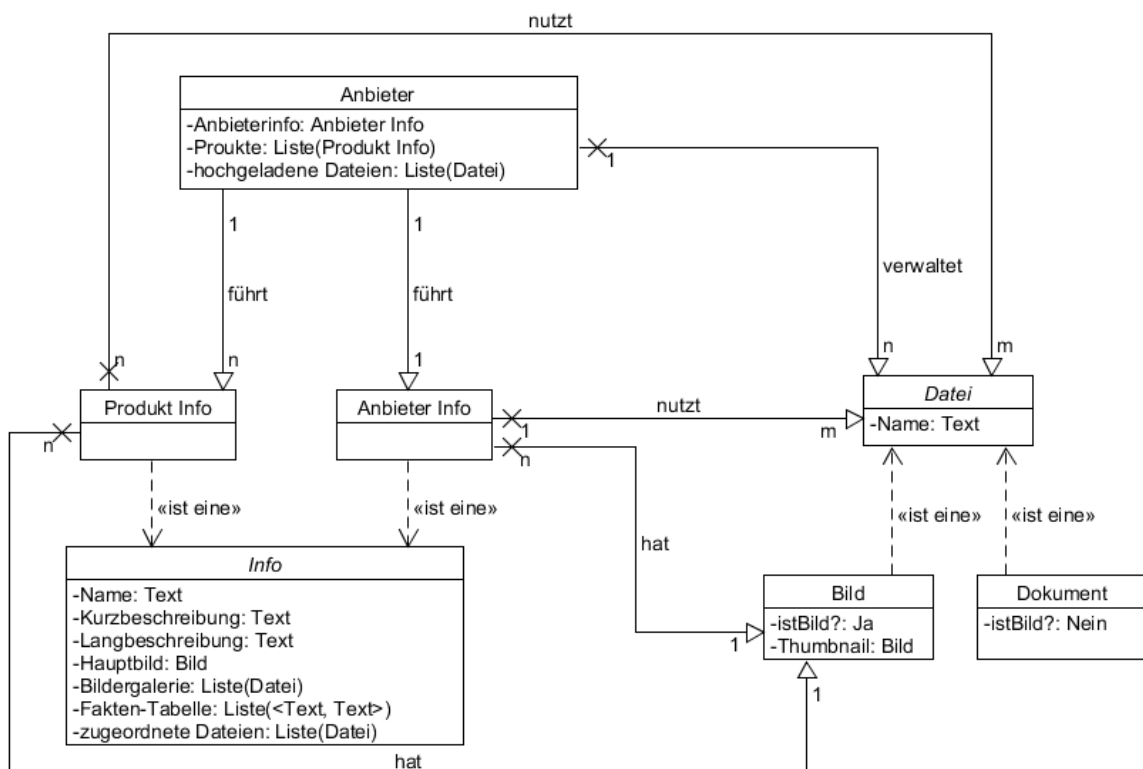 nutzt
Anbieter
-Anbieterinfo: Anbieter Info
-Proukte: Liste(Produkt Info)
-hochgeladene Dateien: Liste(Datei)
1
1
1
verwaltet
führt
führt
n
n
1
n
m
Produkt Info
Anbieter Info
nutzt
Datei
-Name: Text
n
1
m
n
«ist eine»
«ist eine»
«ist eine»
«ist eine»
hat
Info
-Name: Text
-Kurzbeschreibung: Text
-Langbeschreibung: Text
-Hauptbild: Bild
-Bildergalerie: Liste(Datei)
-Fakten-Tabelle: Liste(<Text, Text>)
-zugeordnete Dateien: Liste(Datei)
Bild
-istBild?: Ja
-Thumbnail: Bild
Dokument
-istBild?: Nein
1
1
hat